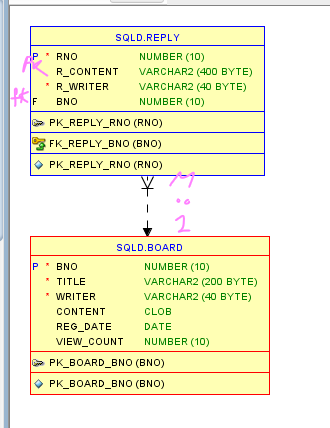 SQLD.REPLY
P * RNO NUMBER (10)
PK
R_CONTENT VARCHAR2 (400 BYTE)
* R_WRITER VARCHAR2 (40 BYTE)
FK
F BNO NUMBER (10)
PK_REPLY_RNO (RNO)
FK_REPLY_BNO (BNO)
PK_REPLY_RNO (RNO)
M
:
1
SQLD.BOARD
P * BNO NUMBER (10)
* TITLE VARCHAR2 (200 BYTE)
* WRITER VARCHAR2 (40 BYTE)
CONTENT CLOB
REG_DATE DATE
VIEW_COUNT NUMBER (10)
PK_BOARD_BNO (BNO)
PK_BOARD_BNO (BNO)